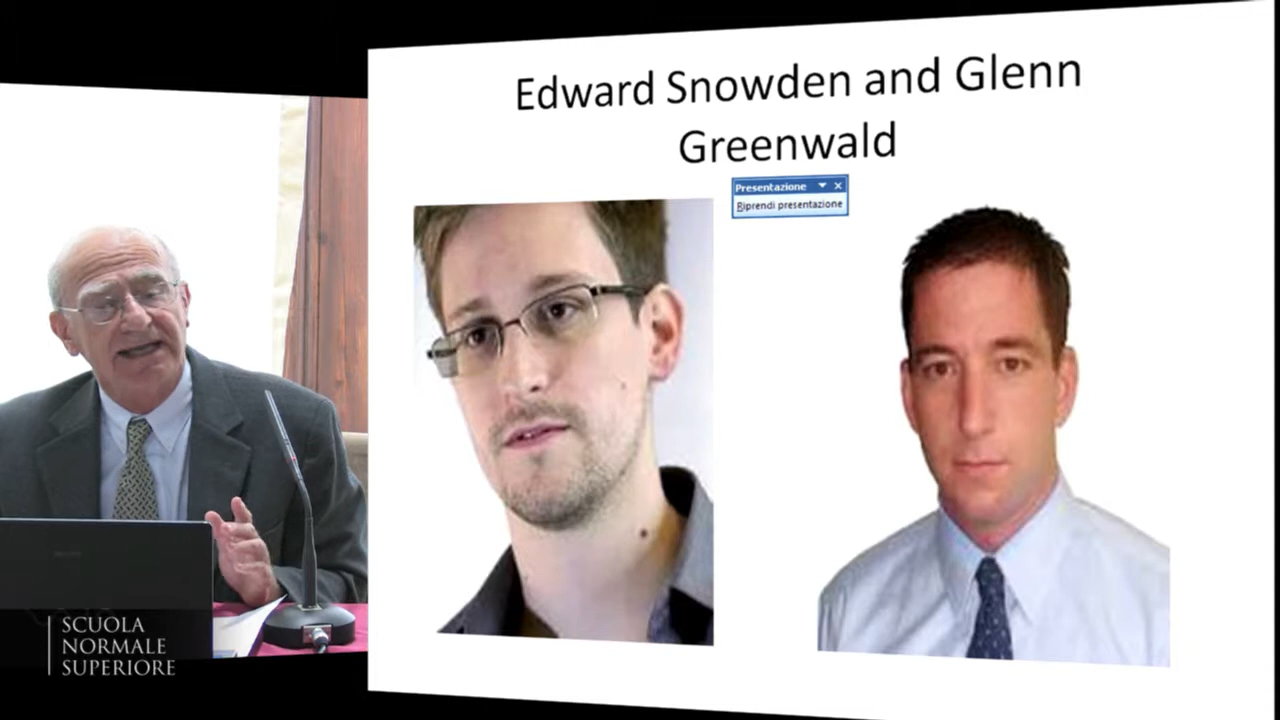 Edward Snowden and Glenn
Greenwald
Presentazione
Riprendi presentazione
SCUOLA
NORMALE
SUPERIORE